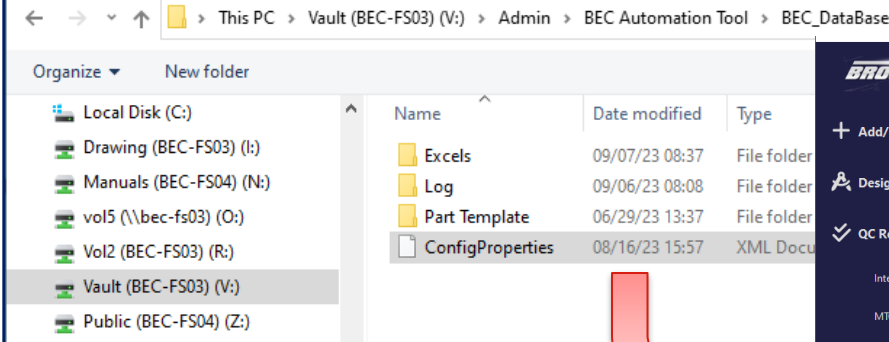 This PC > Vault (BEC-FS03) (V:) > Admin > BEC Automation Tool > BEC_DataBase
Organize New folder
Local Disk (C:)
Drawing (BEC-FS03) (I:)
Manuals (BEC-FS04) (N:)
vol5 (\\bec-fs03) (O:)
Vol2 (BEC-FS03) (R:)
Vault (BEC-FS03) (V:)
Public (BEC-FS04) (Z:)
Name Date modified Type
Excels 09/07/23 08:37 File folder
Log 09/06/23 08:08 File folder
Part Template 06/29/23 13:37 File folder
ConfigProperties 08/16/23 15:57 XML Docu
BRO
Add/
Desig
QC R
Inte